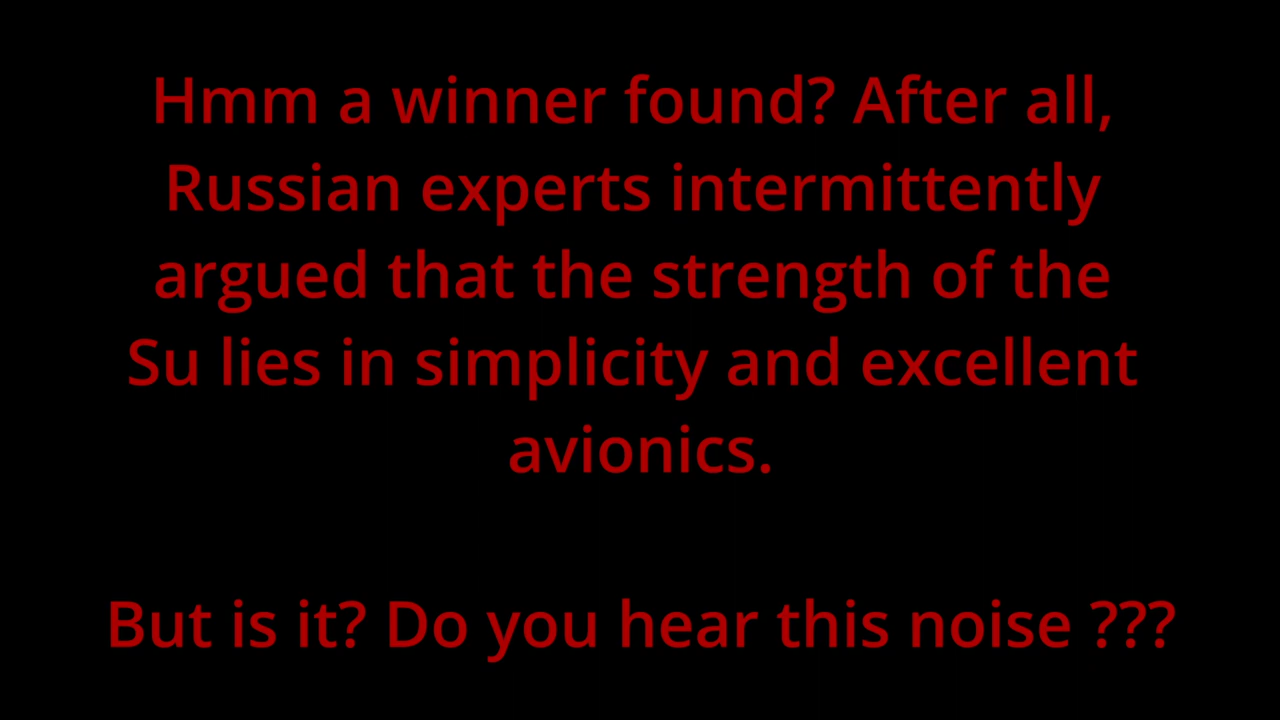 Hmm a winner found? After all,
Russian experts intermittently
argued that the strength of the
Su lies in simplicity and excellent
avionics.
But is it? Do you hear this noise ???